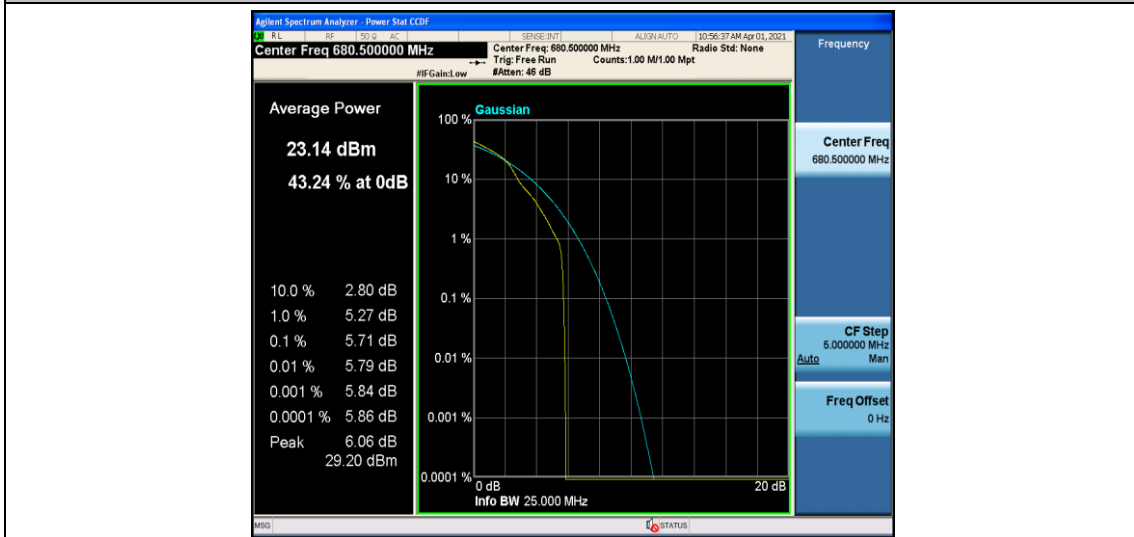 Agilent Spectrum Analyzer - Power Stat CCDF
RL RF 50 Ω AC SENSE:INT ALIGN AUTO 10:56:37 AM Apr 01, 2021
Center Freq 680.500000 MHz
Center Freq: 680.500000 MHz Radio Std: None
Trig: Free Run Counts:1.00 M/1.00 Mpt
#IFGain:Low #Atten: 46 dB
Frequency
Average Power
23.14 dBm
43.24 % at 0dB
10.0 % 2.80 dB
1.0 % 5.27 dB
0.1 % 5.71 dB
0.01 % 5.79 dB
0.001 % 5.84 dB
0.0001 % 5.86 dB
Peak 6.06 dB
29.20 dBm
Gaussian
100 %
10 %
1 %
0.1 %
0.01 %
0.001 %
0.0001 %
0 dB 20 dB
Info BW 25.000 MHz
Center Freq
680.500000 MHz
CF Step
5.000000 MHz
Auto Man
Freq Offset
0 Hz
MSG STATUS